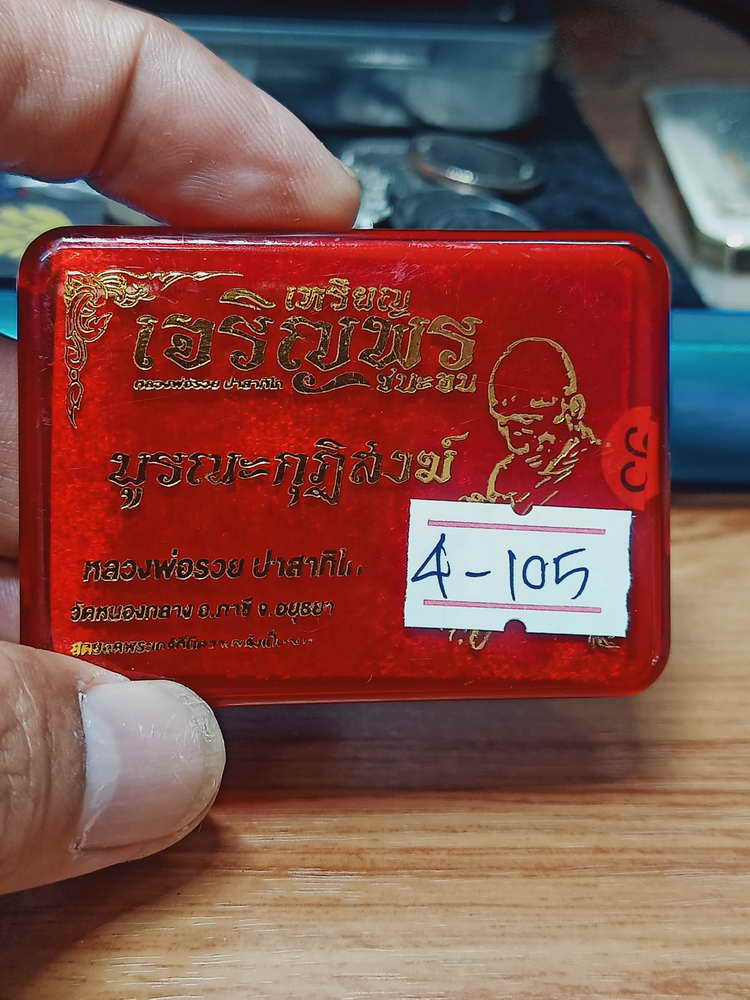 เหรียญ
เจริญพร
หลวงพ่อรวย ปาสาทิโก ชนะจน
บูรณะกุฏิสงฆ์
หลวงพ่อรวย ปาสาทิโก
วัดหนองกลาง อ.ภาชี จ.อยุธยา
4-105